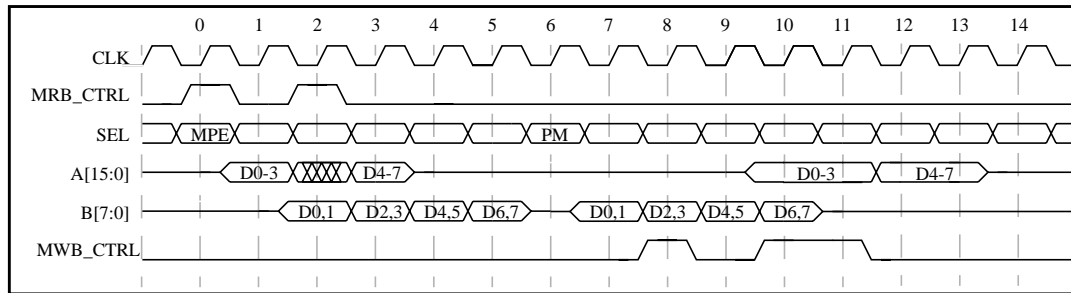 0 1 2 3 4 5 6 7 8 9 10 11 12 13 14
CLK
MRB_CTRL
SEL MPE PM
A[15:0] D0-3 D4-7 D0-3 D4-7
B[7:0] D0,1 D2,3 D4,5 D6,7 D0,1 D2,3 D4,5 D6,7
MWB_CTRL